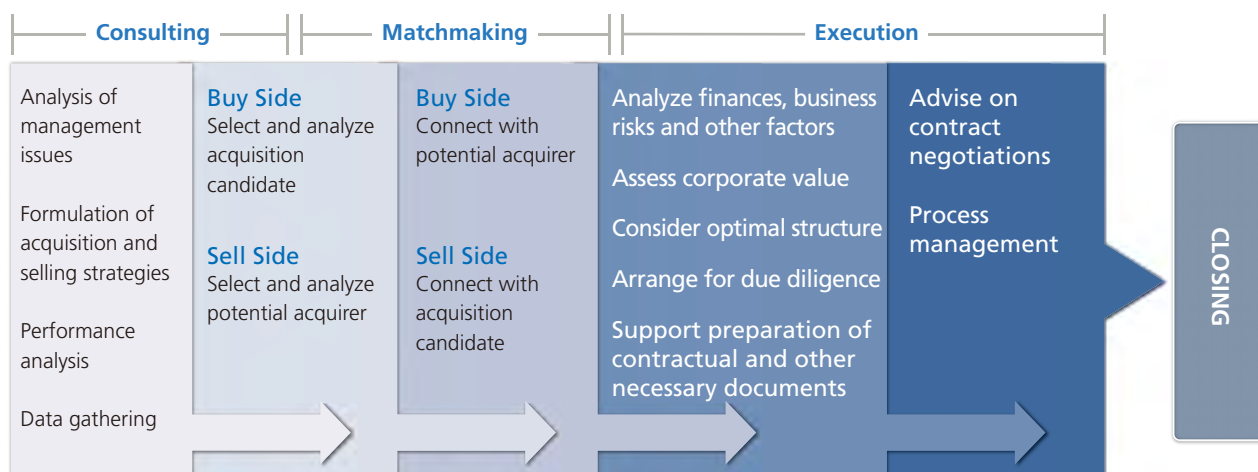 Consulting
Matchmaking
Execution
Analysis of
management
issues
Formulation of
acquisition and
selling strategies
Performance
analysis
Data gathering
Buy Side
Select and analyze
acquisition
candidate
Sell Side
Select and analyze
potential acquirer
Buy Side
Connect with
potential acquirer
Sell Side
Connect with
acquisition
candidate
Analyze finances, business
risks and other factors
Assess corporate value
Consider optimal structure
Arrange for due diligence
Support preparation of
contractual and other
necessary documents
Advise on
contract
negotiations
Process
management
CLOSING